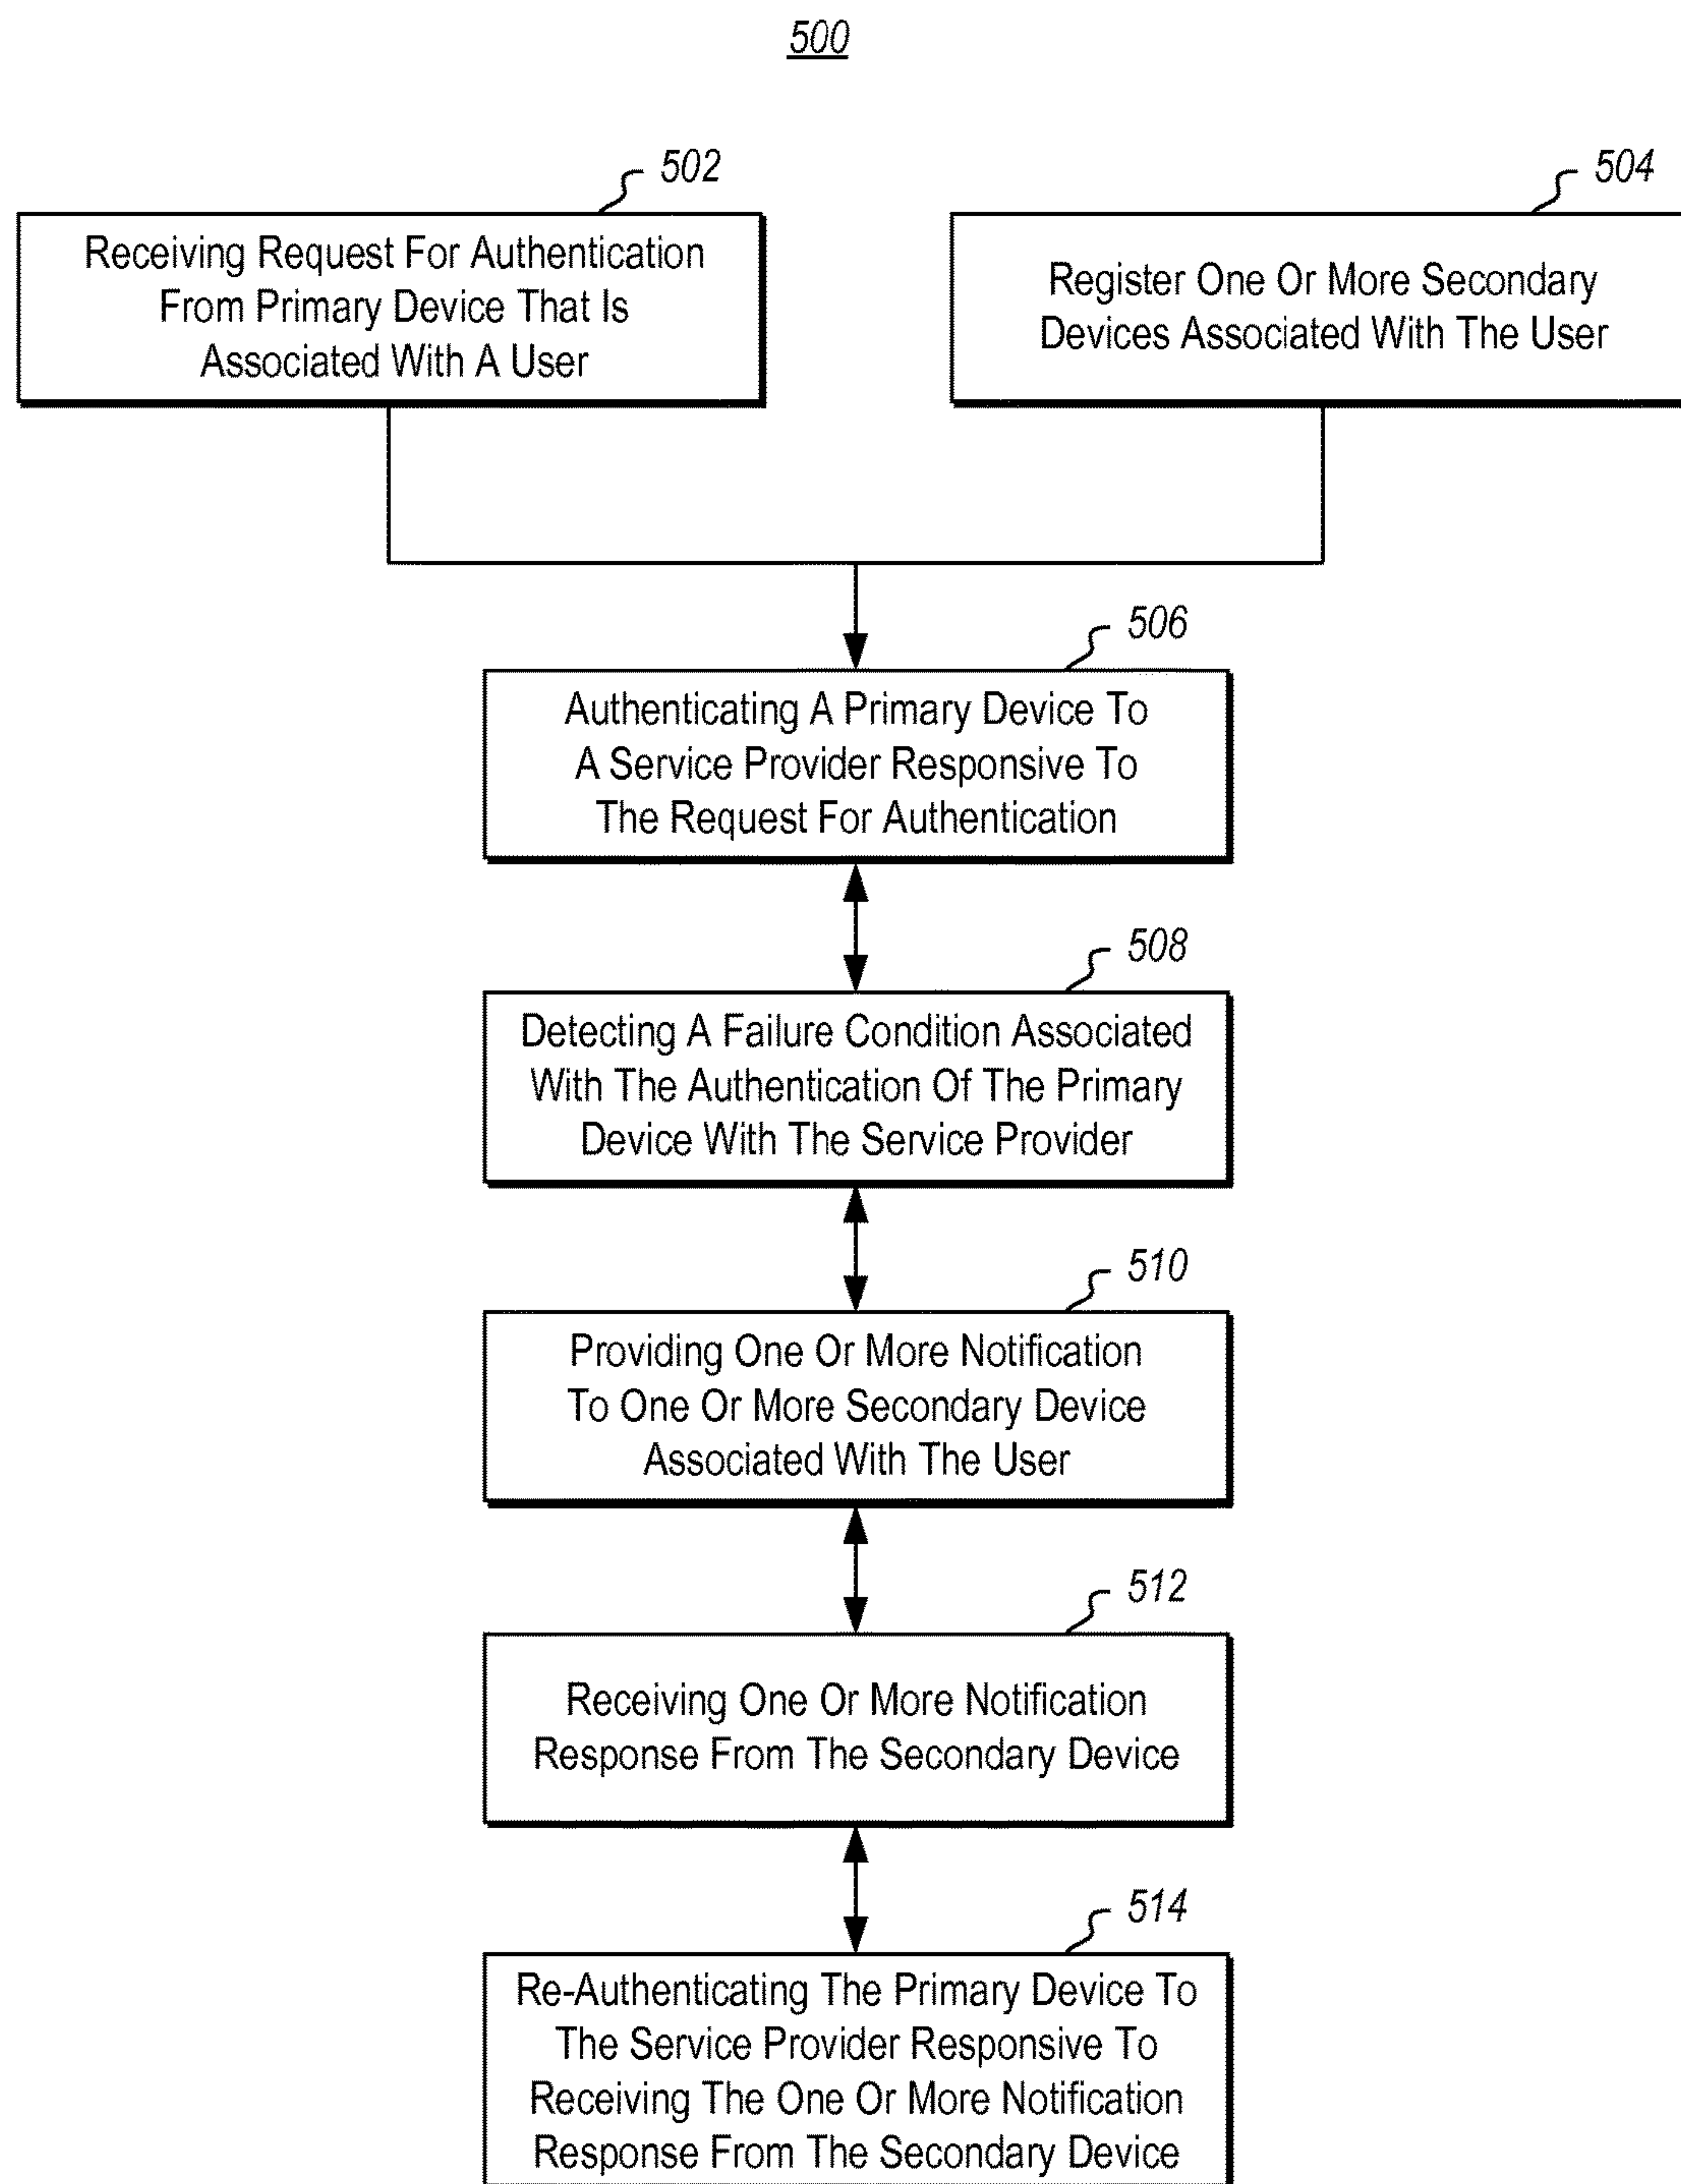 500
502
Receiving Request For Authentication
From Primary Device That Is
Associated With A User
504
Register One Or More Secondary
Devices Associated With The User
506
Authenticating A Primary Device To
A Service Provider Responsive To
The Request For Authentication
508
Detecting A Failure Condition Associated
With The Authentication Of The Primary
Device With The Service Provider
510
Providing One Or More Notification
To One Or More Secondary Device
Associated With The User
512
Receiving One Or More Notification
Response From The Secondary Device
514
Re-Authenticating The Primary Device To
The Service Provider Responsive To
Receiving The One Or More Notification
Response From The Secondary Device